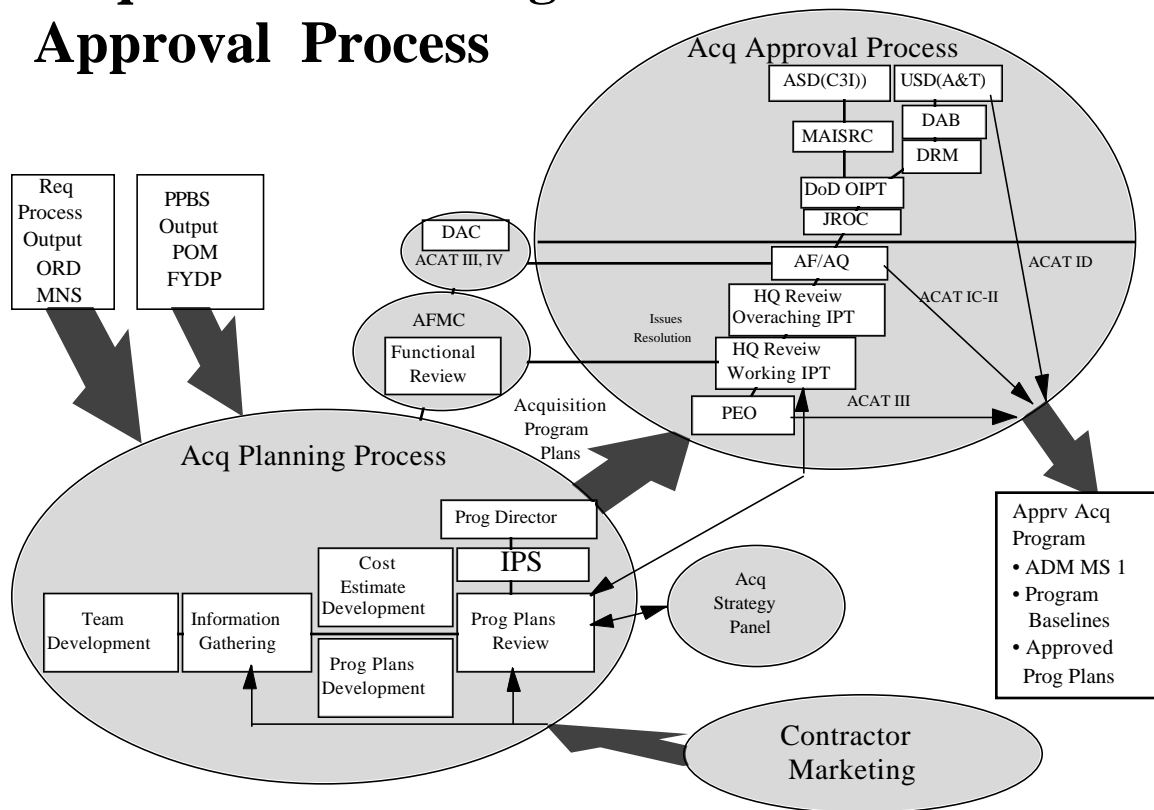 Approval Process
Acq Approval Process
ASD(C3I))
USD(A&T)
DAB
MAISRC
DRM
DoD OIPT
JROC
Req
Process
Output
ORD
MNS
PPBS
Output
POM
FYDP
DAC
ACAT III, IV
AF/AQ
ACAT ID
ACAT IC-II
HQ Reveiw
Overaching IPT
AFMC
Functional
Review
Issues
Resolution
HQ Reveiw
Working IPT
PEO
ACAT III
Acquisition
Program
Plans
Acq Planning Process
Prog Director
IPS
Cost
Estimate
Development
Team
Development
Information
Gathering
Prog Plans
Review
Prog Plans
Development
Acq
Strategy
Panel
Apprv Acq
Program
• ADM MS 1
• Program
Baselines
• Approved
Prog Plans
Contractor
Marketing